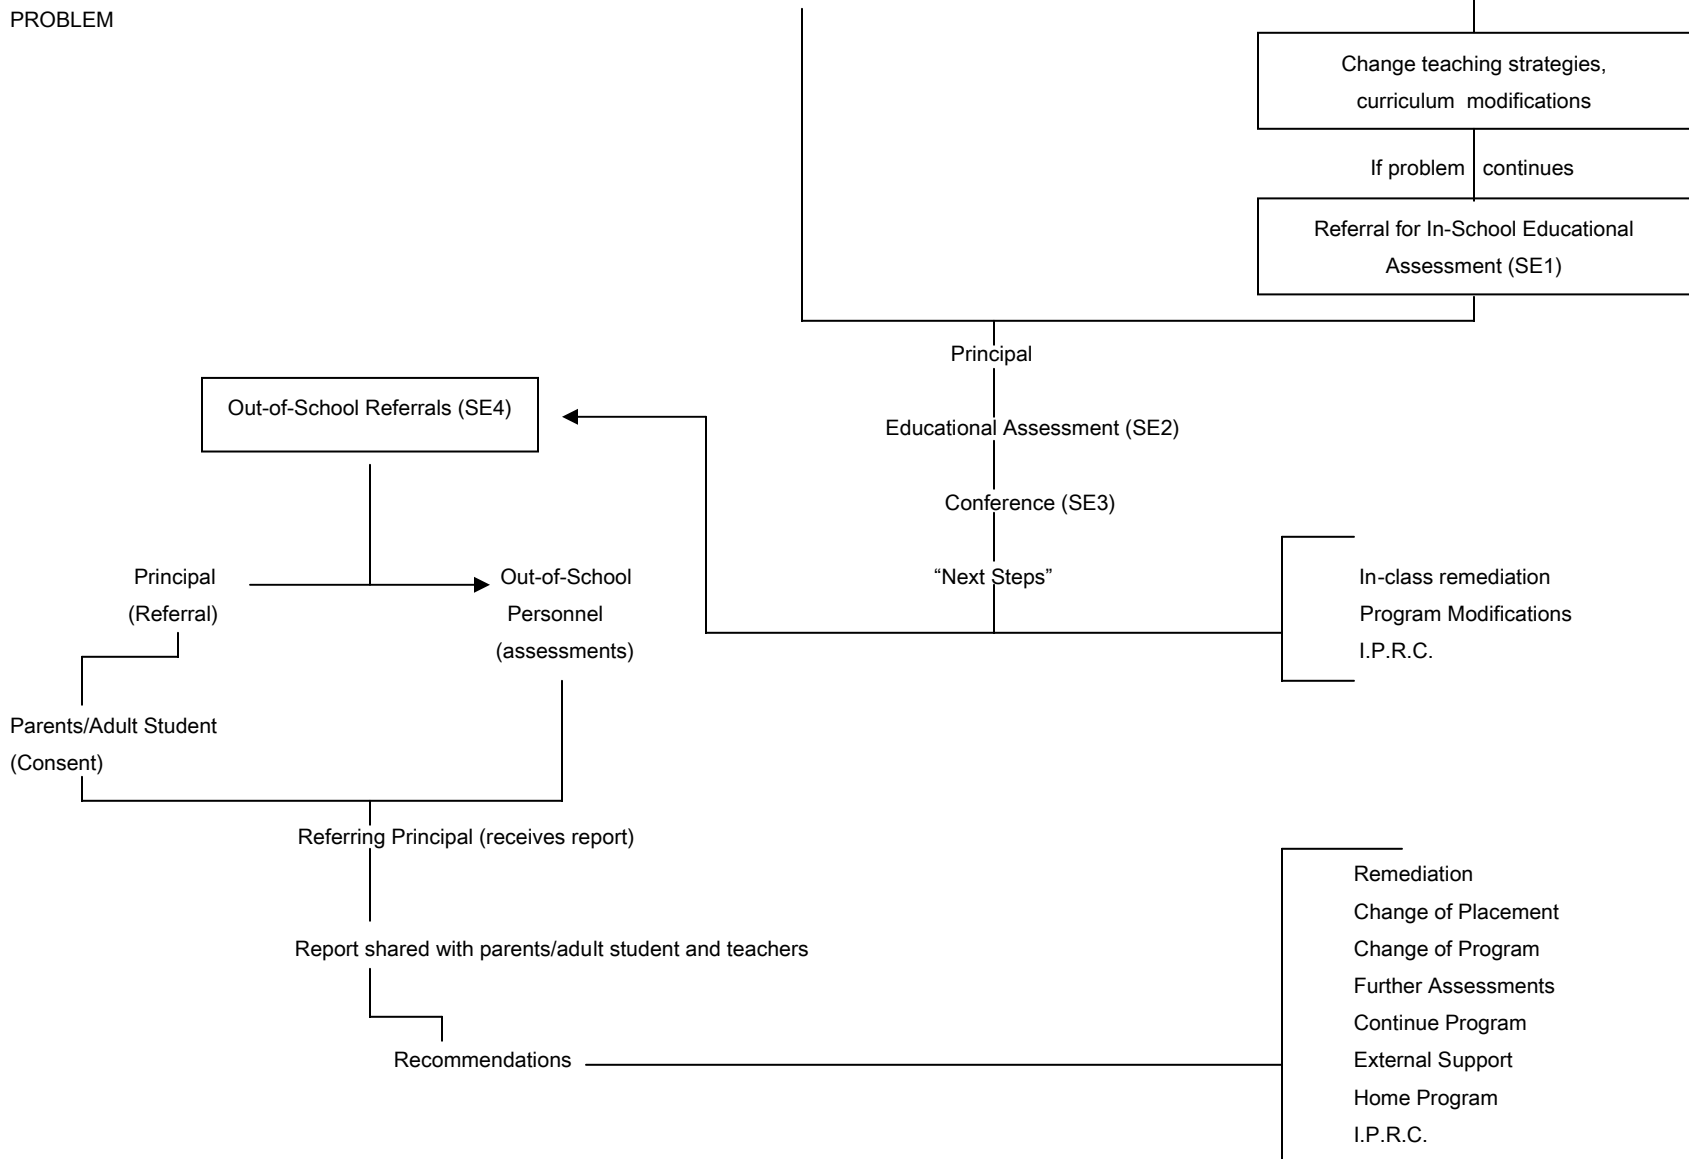 PROBLEM
Change teaching strategies,
curriculum modifications
If problem continues
Referral for In-School Educational
Assessment (SE1)
Principal
Out-of-School Referrals (SE4)
Educational Assessment (SE2)
Conference (SE3)
“Next Steps”
In-class remediation
Program Modifications
I.P.R.C.
Principal
(Referral)
Out-of-School
Personnel
(assessments)
Parents/Adult Student
(Consent)
Referring Principal (receives report)
Report shared with parents/adult student and teachers
Recommendations
Remediation
Change of Placement
Change of Program
Further Assessments
Continue Program
External Support
Home Program
I.P.R.C.